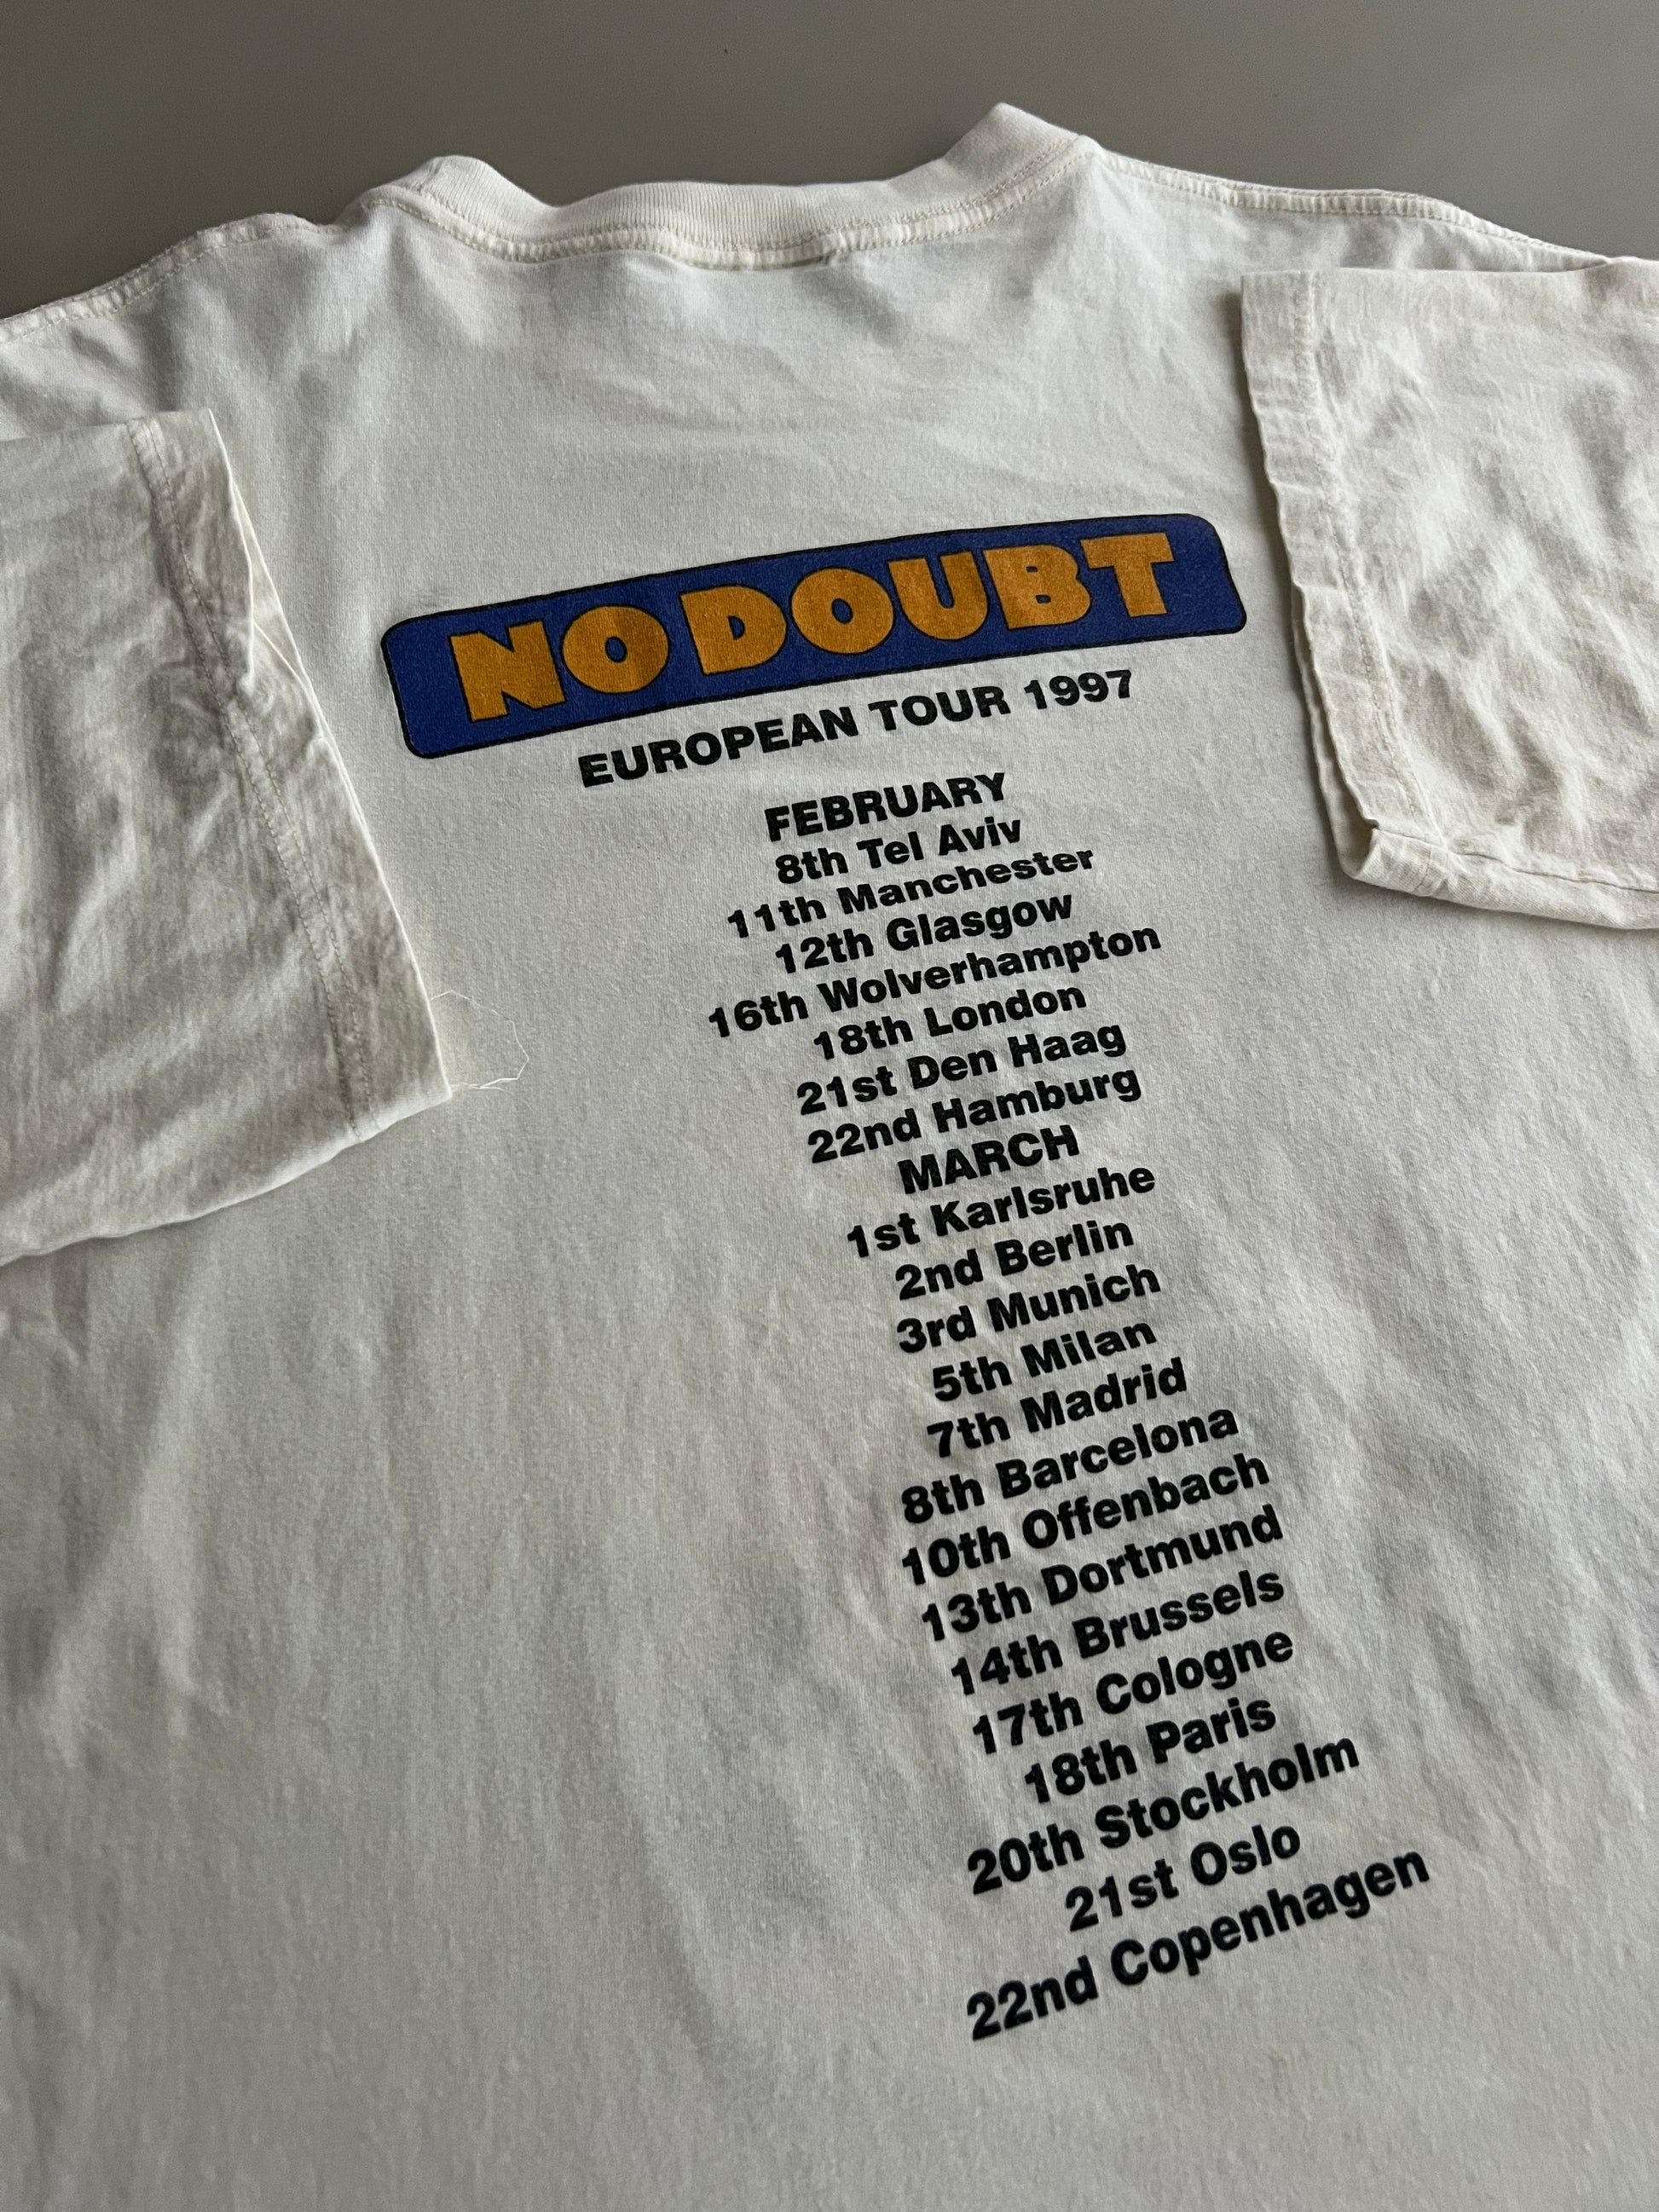 NO DOUBT
EUROPEAN TOUR 1997
FEBRUARY
8th Tel Aviv
11th Manchester
12th Glasgow
16th Wolverhampton
18th London
21st Den Haag
22nd Hamburg
MARCH
1st Karlsruhe
2nd Berlin
3rd Munich
5th Milan
7th Madrid
8th Barcelona
10th Offenbach
13th Dortmund
14th Brussels
17th Cologne
18th Paris
20th Stockholm
21st Oslo
22nd Copenhagen